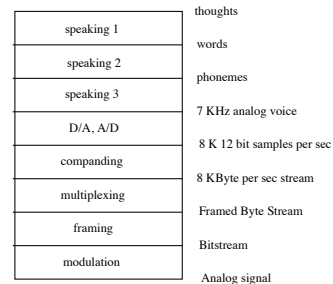 thoughts
speaking 1
words
speaking 2
phonemes
speaking 3
7 KHz analog voice
D/A, A/D
8 K 12 bit samples per sec
companding
8 KByte per sec stream
multiplexing
Framed Byte Stream
framing
Bitstream
modulation
Analog signal